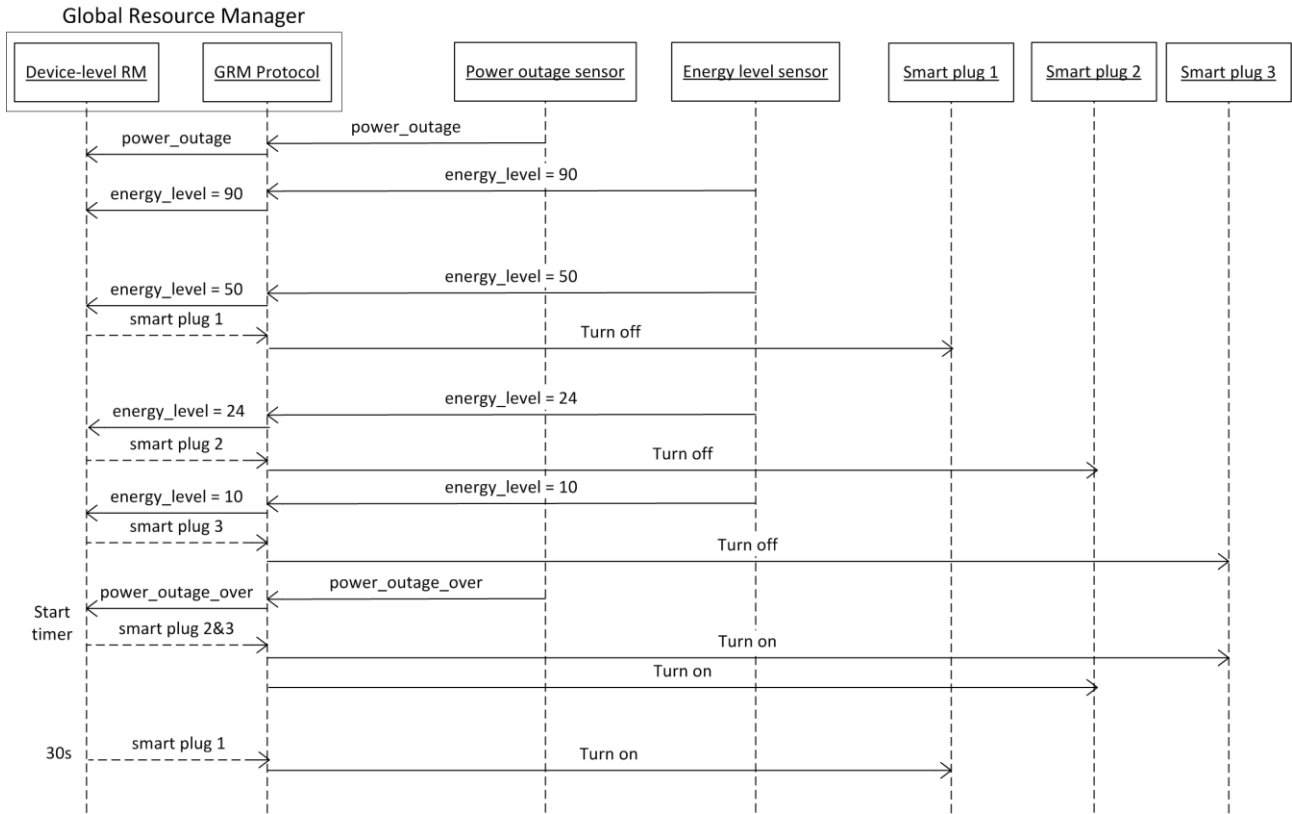 Global Resource Manager
Device-level RM
GRM Protocol
Power outage sensor
Energy level sensor
Smart plug 1
Smart plug 2
Smart plug 3
power_outage
power_outage
energy_level = 90
energy_level = 90
energy_level = 50
energy_level = 50
smart plug 1
Turn off
energy_level = 24
energy_level = 24
smart plug 2
Turn off
energy_level = 10
energy_level = 10
smart plug 3
Turn off
power_outage_over
power_outage_over
Start
timer
smart plug 2&3
Turn on
Turn on
30s
smart plug 1
Turn on